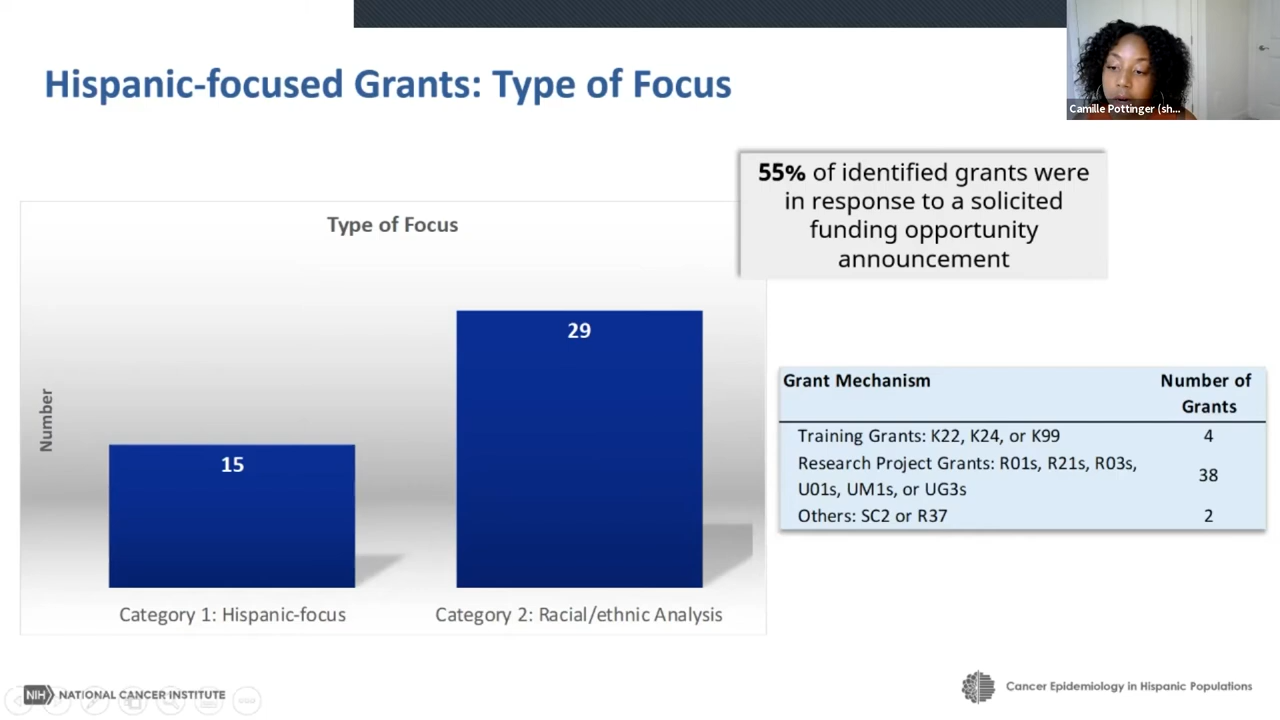 Hispanic-focused Grants: Type of Focus
Camille Pottinger (sh...
55% of identified grants were
in response to a solicited
funding opportunity
announcement
Type of Focus
Number
15
29
Category 1: Hispanic-focus
Category 2: Racial/ethnic Analysis
Grant Mechanism
Number of
Grants
Training Grants: K22, K24, or K99
4
Research Project Grants: R01s, R21s, R03s,
U01s, UM1s, or UG3s
38
Others: SC2 or R37
2
NIH NATIONAL CANCER INSTITUTE
Cancer Epidemiology in Hispanic Populations